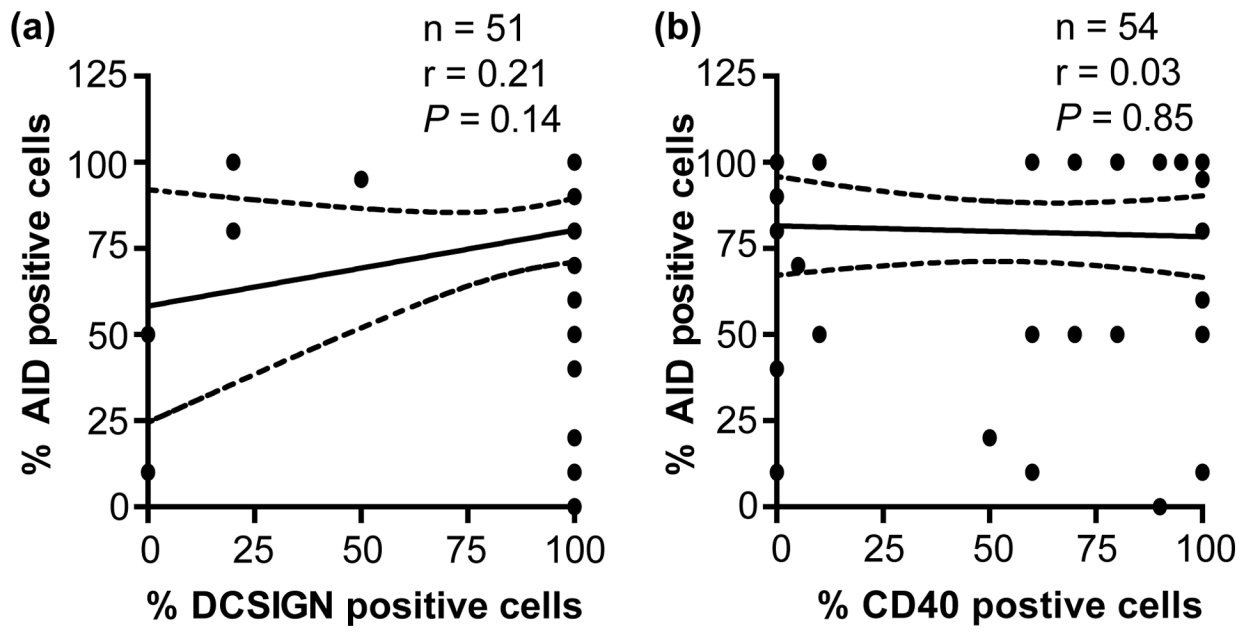 (a)
n = 51
r = 0.21
P = 0.14
125
100
75
50
25
0
% AID positive cells
0 25 50 75 100
% DCSIGN positive cells
(b)
n = 54
r = 0.03
P = 0.85
125
100
75
50
25
0
% AID positive cells
0 25 50 75 100
% CD40 postive cells